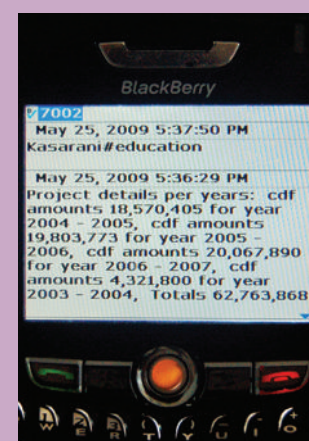 BlackBerry
7002
May 25, 2009 5:37:50 PM
Kasarani#education
May 25, 2009 5:36:29 PM
Project details per years: cdf
amounts 18,570,405 for year
2004 - 2005, cdf amounts
19,803,773 for year 2005 -
2006, cdf amounts 20,067,890
for year 2006 - 2007, cdf
amounts 4,321,800 for year
2003 - 2004, Totals 62,763,868
W E R T Y U I O